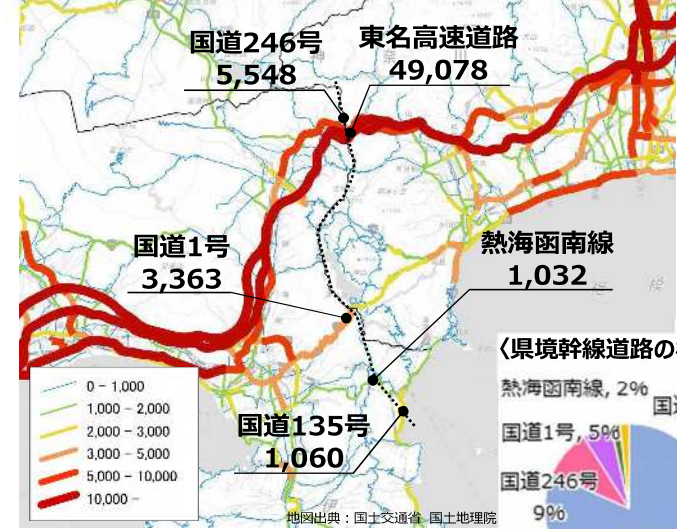 国道246号
5,548
東名高速道路
49,078
国道1号
3,363
熱海函南線
1,032
国道135号
1,060
0 - 1,000
1,000 - 2,000
2,000 - 3,000
3,000 - 5,000
5,000 - 10,000
10,000 -
〈県境幹線道路の
熱海函南線, 2%
国道
国道1号, 5%
国道246号
9%
地図出典：国土交通省 国土地理院